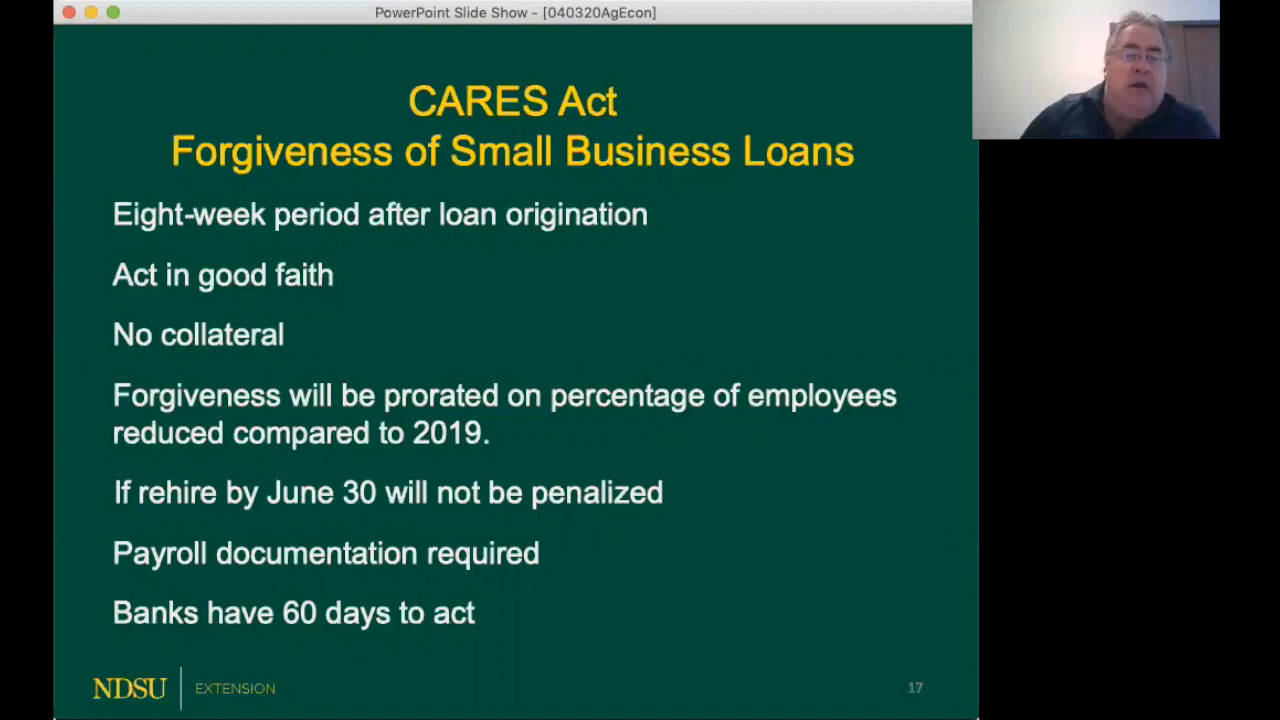 PowerPoint Slide Show - [040320AgEcon]
CARES Act
Forgiveness of Small Business Loans
Eight-week period after loan origination
Act in good faith
No collateral
Forgiveness will be prorated on percentage of employees
reduced compared to 2019.
If rehire by June 30 will not be penalized
Payroll documentation required
Banks have 60 days to act
NDSU EXTENSION
17